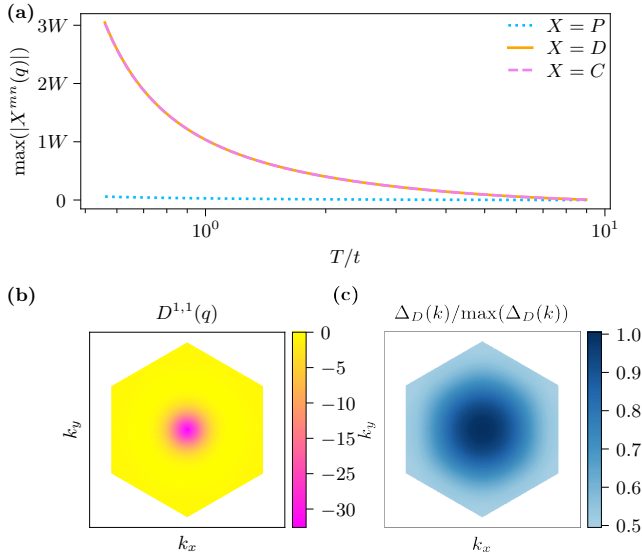 (a)
max(|X^{mn}(q)|)
3W
2W
1W
0
X = P
X = D
X = C
10^0
10^1
T/t
(b)
D^{1,1}(q)
k_y
k_x
0
−5
−10
−15
−20
−25
−30
(c)
Δ_D(k)/max(Δ_D(k))
k_y
k_x
1.0
0.9
0.8
0.7
0.6
0.5